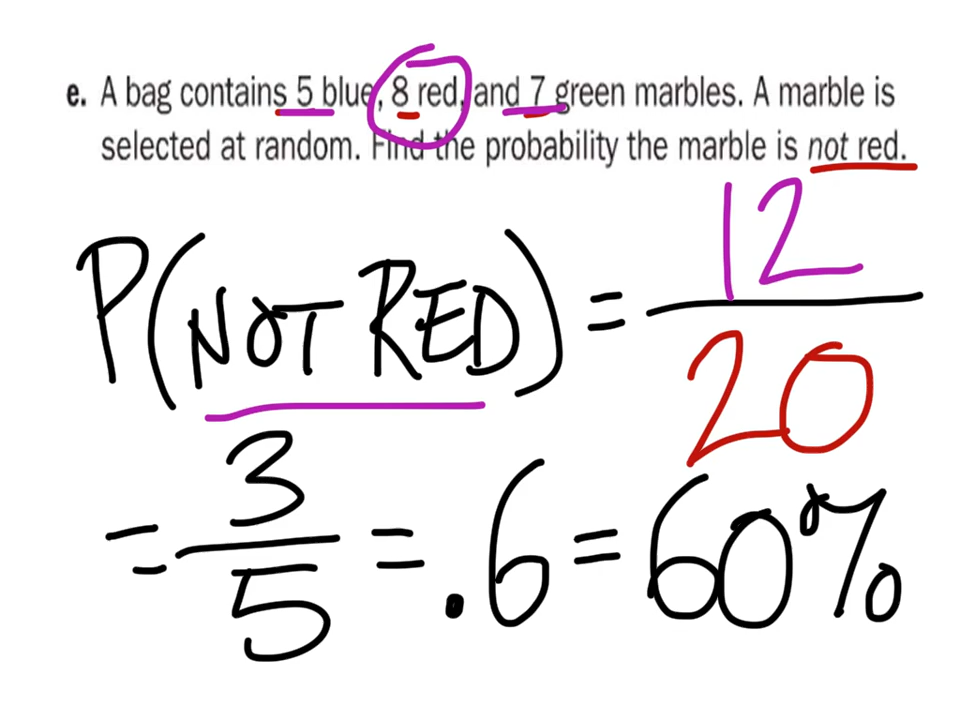 e. A bag contains 5 blue, 8 red, and 7 green marbles. A marble is
selected at random. Find the probability the marble is not red.
P(NOT RED) = 12/20
= 3/5 = .6 = 60%